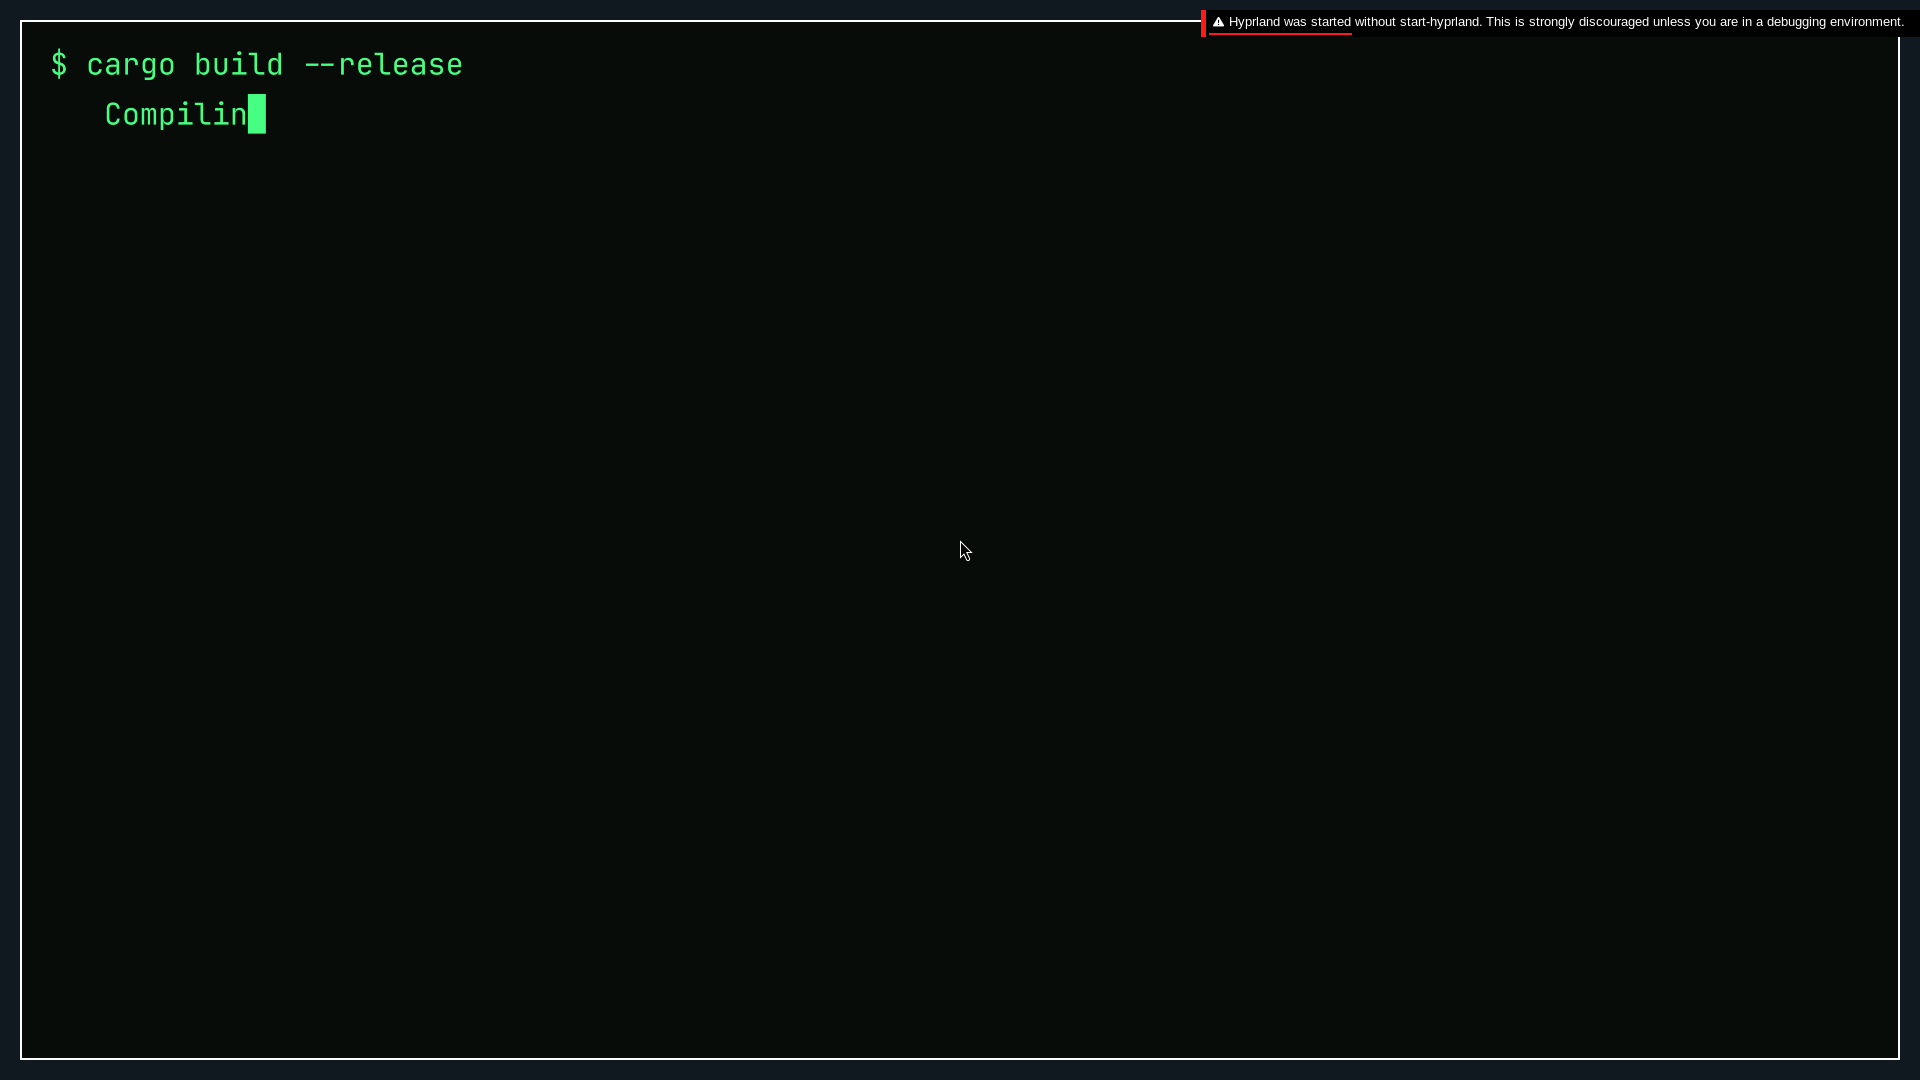 Hyprland was started without start-hyprland. This is strongly discouraged unless you are in a debugging environment.
$ cargo build --release
   Compilin